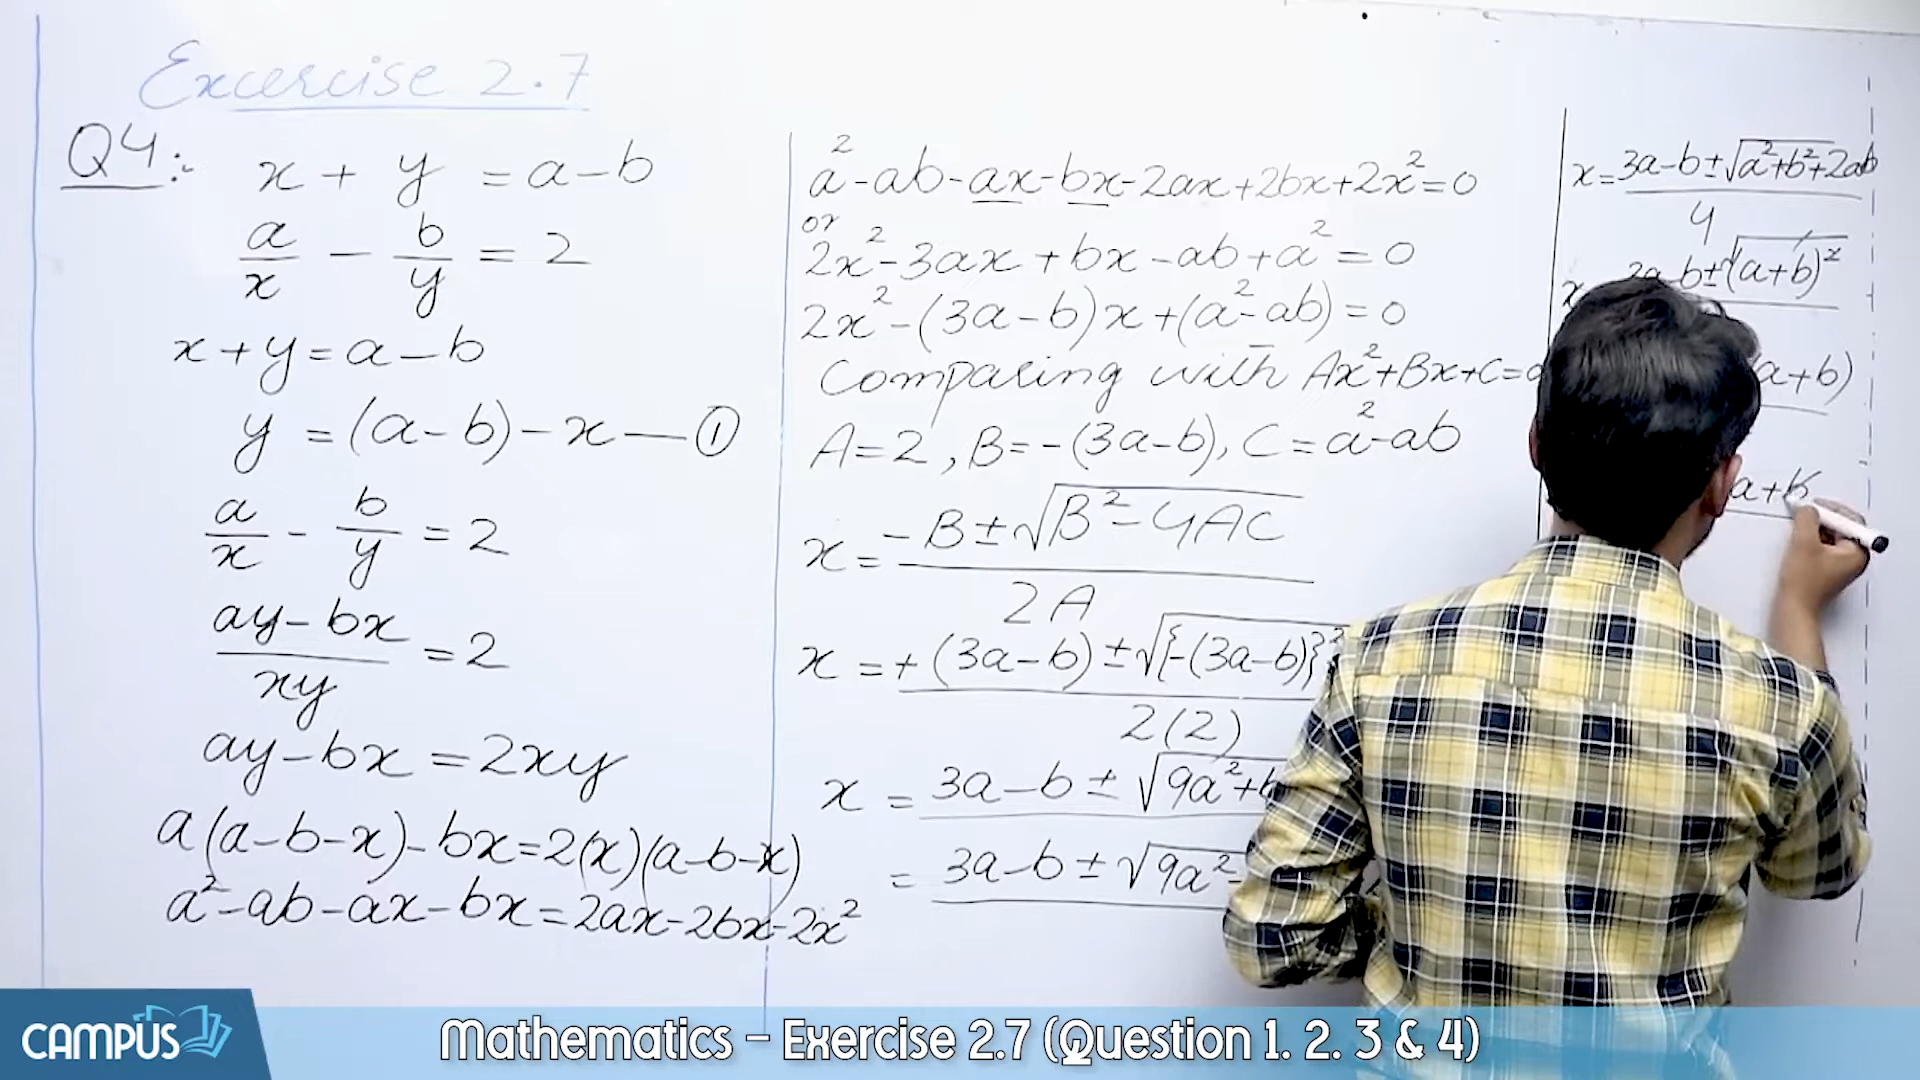 Excercise 2.7
Q4:-
x + y = a-b
a/x - b/y = 2
x+y=a-b
y = (a-b)-x — ①
a/x - b/y = 2
ay-bx/xy = 2
ay-bx = 2xy
a(a-b-x)-bx=2(x)(a-b-x)
a²-ab-ax-bx=2ax-2bx-2x²
a²-ab-ax-bx-2ax+2bx+2x²=0
or
2x²-3ax+bx-ab+a²=0
2x²-(3a-b)x+(a²-ab)=0
Comparing with Ax²+Bx+C=0
A=2, B=-(3a-b), C=a²-ab
x = -B±√B²-4AC / 2A
x = +(3a-b)±√{-(3a-b)}² / 2(2)
x = 3a-b±√9a²+b
= 3a-b±√9a²-
x = 3a-b±√a²+b²+2ab / 4
x 3a-b±√(a+b)²
(a+b)
a+b
CAMPUS
Mathematics – Exercise 2.7 (Question 1. 2. 3 & 4)